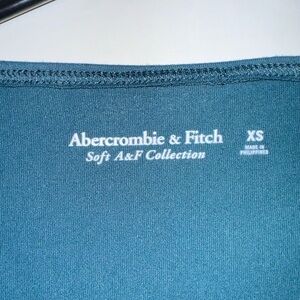 Abercrombie & Fitch
Soft A&F Collection
XS
MADE IN
PHILIPPINES